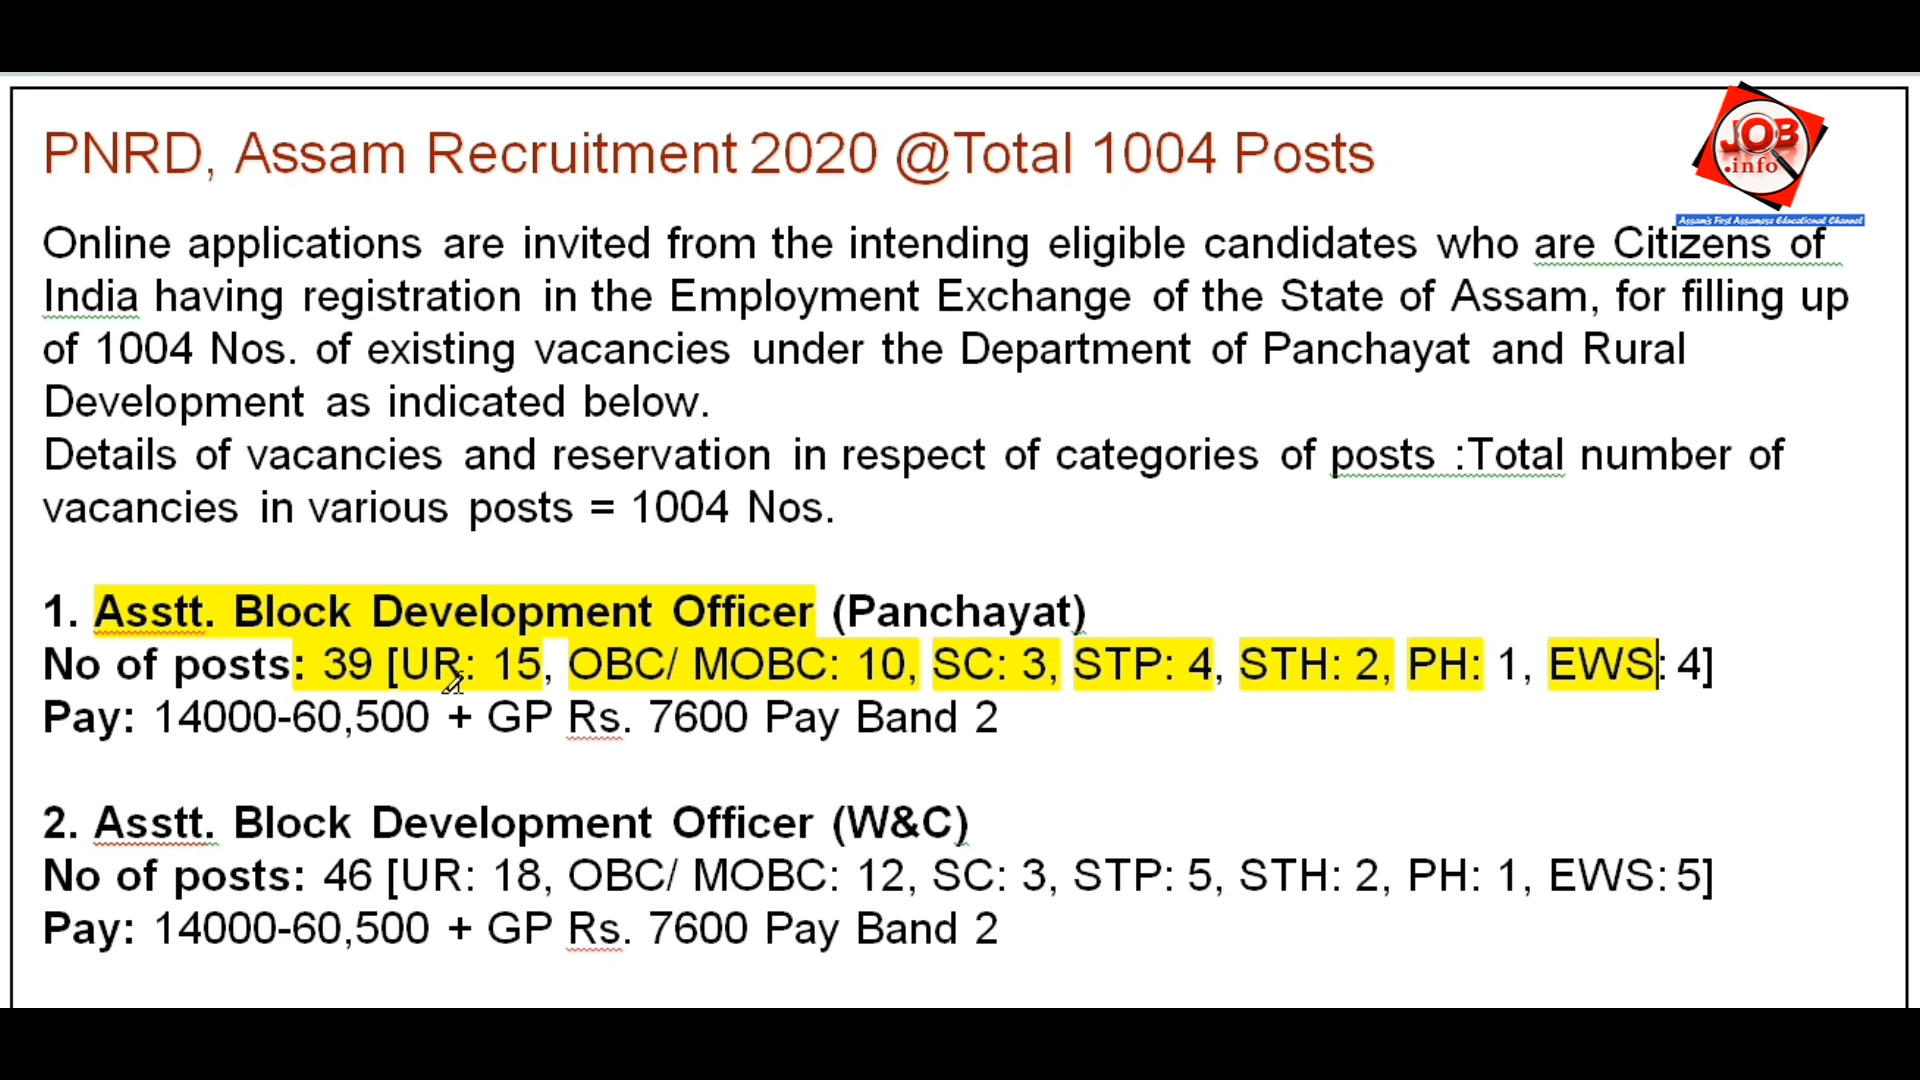 PNRD, Assam Recruitment 2020 @Total 1004 Posts
JOB
.info
Assam's First Assamese Educational Channel
Online applications are invited from the intending eligible candidates who are Citizens of
India having registration in the Employment Exchange of the State of Assam, for filling up
of 1004 Nos. of existing vacancies under the Department of Panchayat and Rural
Development as indicated below.
Details of vacancies and reservation in respect of categories of posts :Total number of
vacancies in various posts = 1004 Nos.
1. Asstt. Block Development Officer (Panchayat)
No of posts: 39 [UR: 15, OBC/ MOBC: 10, SC: 3, STP: 4, STH: 2, PH: 1, EWS: 4]
Pay: 14000-60,500 + GP Rs. 7600 Pay Band 2
2. Asstt. Block Development Officer (W&C)
No of posts: 46 [UR: 18, OBC/ MOBC: 12, SC: 3, STP: 5, STH: 2, PH: 1, EWS: 5]
Pay: 14000-60,500 + GP Rs. 7600 Pay Band 2